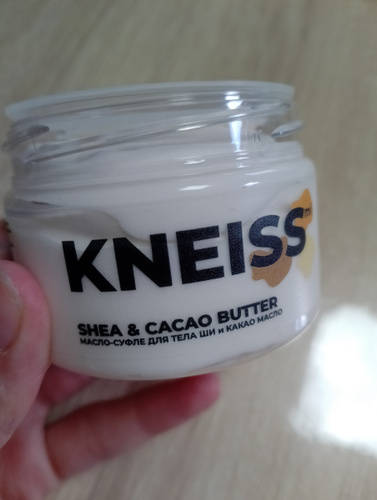 KNEISS
SHEA & CACAO BUTTER
МАСЛО-СУФЛЕ ДЛЯ ТЕЛА ШИ и КАКАО МАСЛО